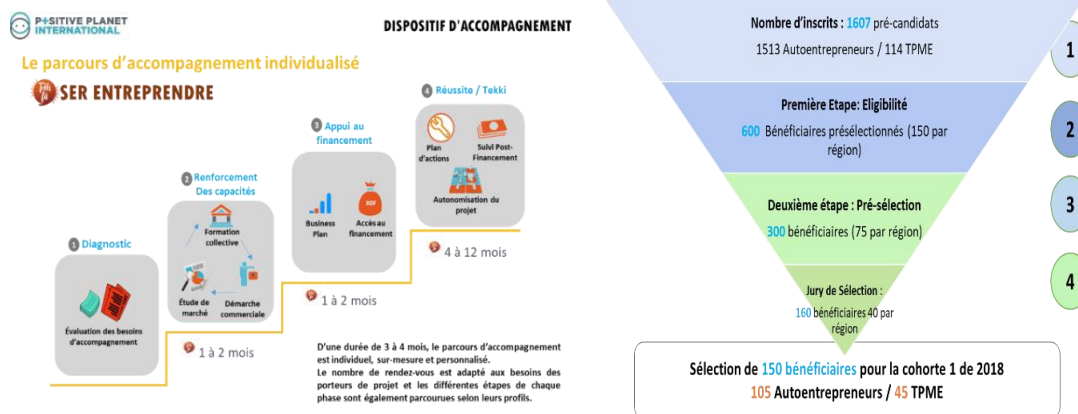 P+SITIVE PLANET
INTERNATIONAL
DISPOSITIF D'ACCOMPAGNEMENT
Le parcours d'accompagnement individualisé
SER ENTREPRENDRE
1 Diagnostic
Évaluation des besoins
d'accompagnement
2 Renforcement
Des capacités
Formation
collective
Étude de
marché
Démarche
commerciale
1 à 2 mois
3 Appui au
financement
Business
Plan
Accès au
financement
1 à 2 mois
4 Réussite / Tekki
Plan
d'actions
Suivi Post-
Financement
Autonomisation du
projet
4 à 12 mois
D'une durée de 3 à 4 mois, le parcours d'accompagnement
est individuel, sur-mesure et personnalisé.
Le nombre de rendez-vous est adapté aux besoins des
porteurs de projet et les différentes étapes de chaque
phase sont également parcourues selon leurs profils.
Nombre d'inscrits : 1607 pré-candidats
1513 Autoentrepreneurs / 114 TPME
1
Première Etape: Eligibilité
600 Bénéficiaires présélectionnés (150 par
région)
2
Deuxième étape : Pré-sélection
300 bénéficiaires (75 par région)
3
Jury de Sélection :
160 bénéficiaires 40 par
région
4
Sélection de 150 bénéficiaires pour la cohorte 1 de 2018
105 Autoentrepreneurs / 45 TPME